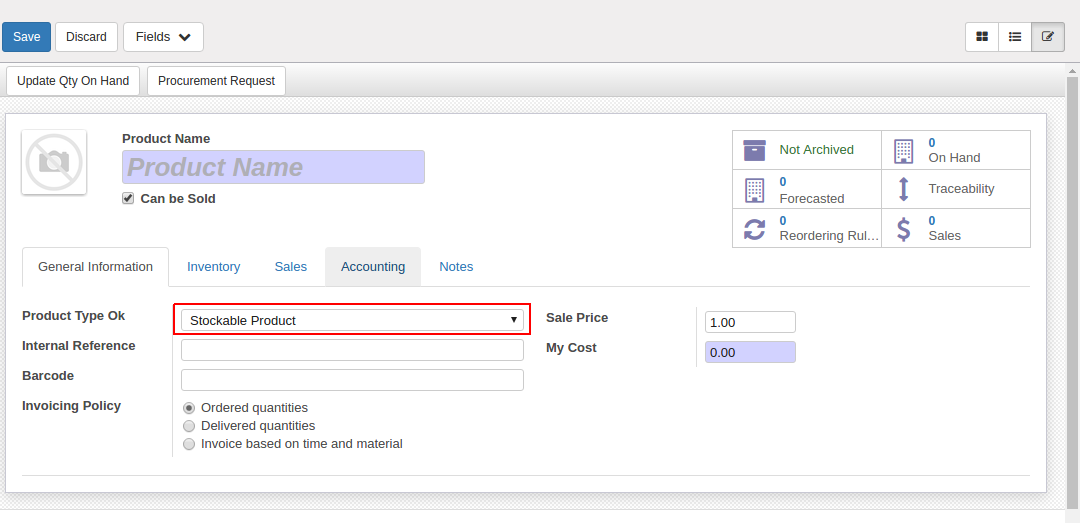 Save Discard Fields
Update Qty On Hand Procurement Request
Product Name
Product Name
Can be Sold
Not Archived
0
On Hand
0
Forecasted
Traceability
0
Reordering Rul...
0
Sales
General Information Inventory Sales Accounting Notes
Product Type Ok Stockable Product
Internal Reference
Barcode
Invoicing Policy
Ordered quantities
Delivered quantities
Invoice based on time and material
Sale Price 1.00
My Cost 0.00